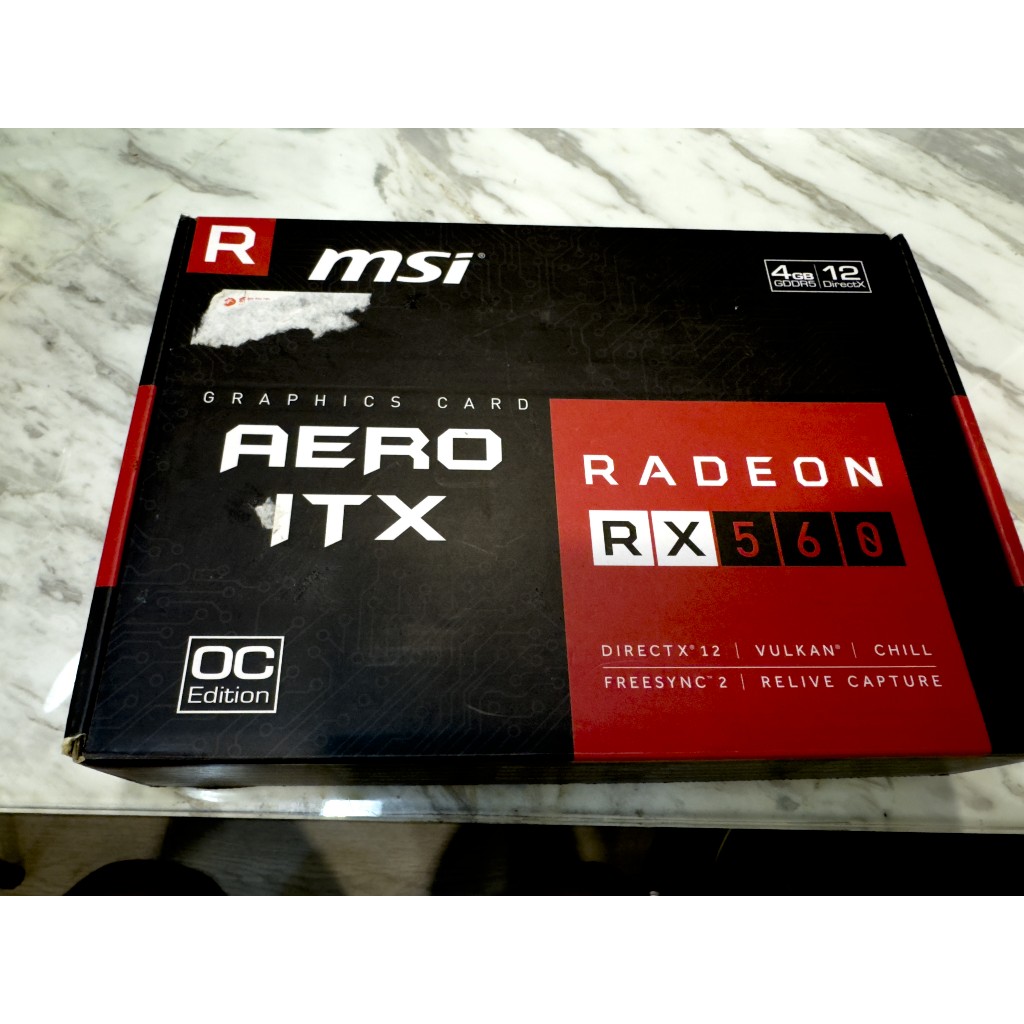 R
msi®
4GB GDDR5 | 12 DirectX
GRAPHICS CARD
AERO
ITX
RADEON
RX 560
OC
Edition
DIRECTX® 12 | VULKAN® | CHILL
FREESYNC™ 2 | RELIVE CAPTURE